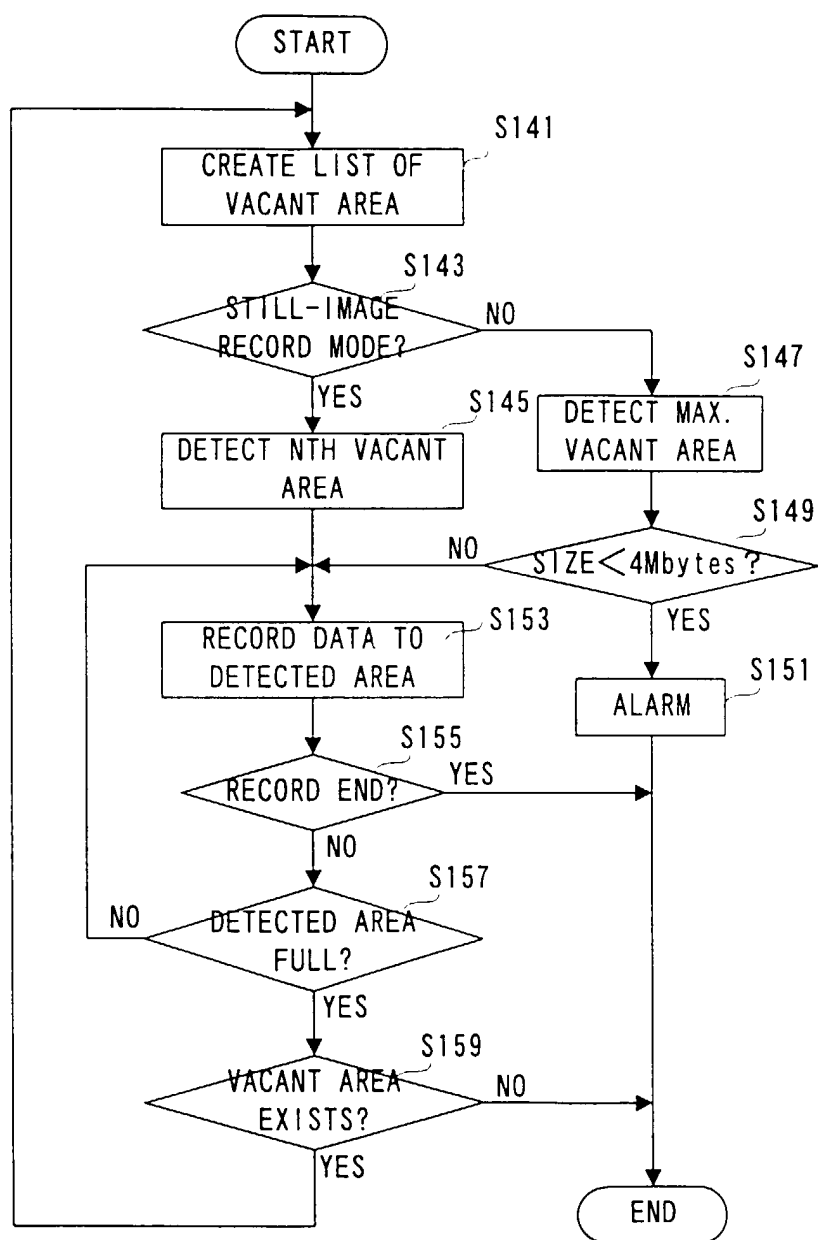 START
S141
CREATE LIST OF
VACANT AREA
S143
STILL-IMAGE
RECORD MODE?
NO
YES
S147
DETECT MAX.
VACANT AREA
S145
DETECT NTH VACANT
AREA
S149
SIZE<4Mbytes?
NO
YES
S153
RECORD DATA TO
DETECTED AREA
S151
ALARM
S155
RECORD END?
YES
NO
S157
DETECTED AREA
FULL?
NO
YES
S159
VACANT AREA
EXISTS?
NO
YES
END